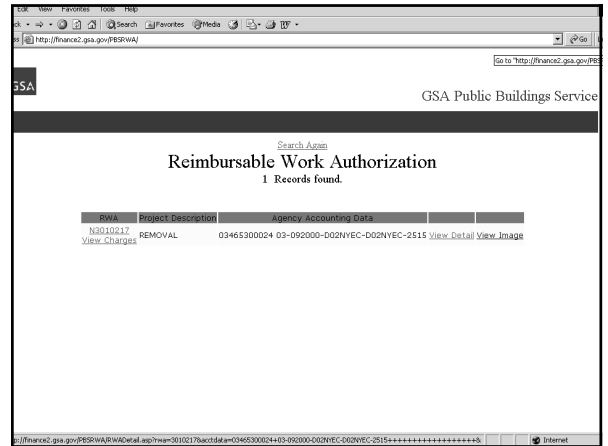 Edit View Favorites Tools Help
Search Favorites Media
http://finance2.gsa.gov/PBSRWA/ Go
Go to "http://finance2.gsa.gov/PBS
GSA
GSA Public Buildings Service
Search Again
Reimbursable Work Authorization
1 Records found.
RWA Project Description Agency Accounting Data
N3010217 REMOVAL 03465300024 03-092000-D02NYEC-D02NYEC-2515 View Detail View Image
View Charges
p://finance2.gsa.gov/PBSRWA/RWADetail.asp?rwa=3010217&acctdata=03465300024+03-092000-D02NYEC-D02NYEC-2515++++++++++++++++++& Internet